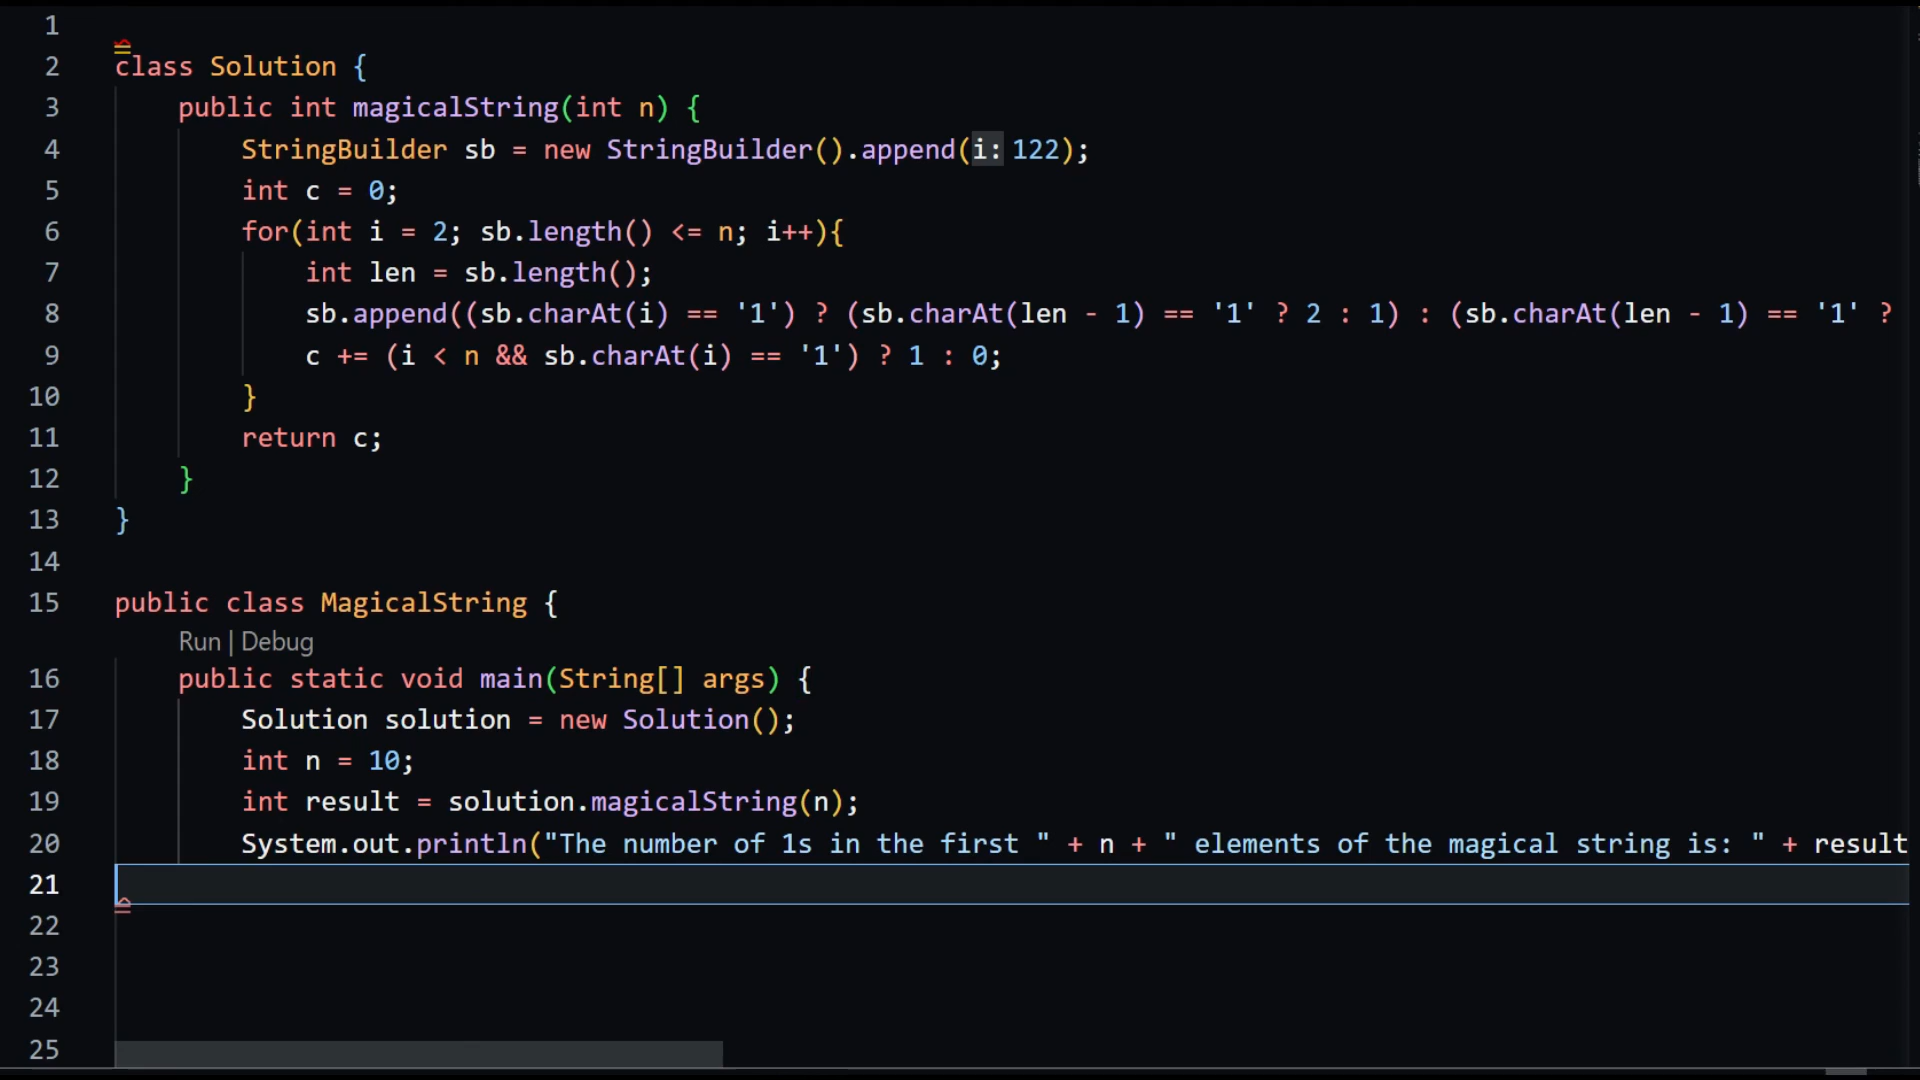 1
2 class Solution {
3 public int magicalString(int n) {
4 StringBuilder sb = new StringBuilder().append(i: 122);
5 int c = 0;
6 for(int i = 2; sb.length() <= n; i++){
7 int len = sb.length();
8 sb.append((sb.charAt(i) == '1') ? (sb.charAt(len - 1) == '1' ? 2 : 1) : (sb.charAt(len - 1) == '1' ?
9 c += (i < n && sb.charAt(i) == '1') ? 1 : 0;
10 }
11 return c;
12 }
13 }
14
15 public class MagicalString {
Run | Debug
16 public static void main(String[] args) {
17 Solution solution = new Solution();
18 int n = 10;
19 int result = solution.magicalString(n);
20 System.out.println("The number of 1s in the first " + n + " elements of the magical string is: " + result
21
22
23
24
25